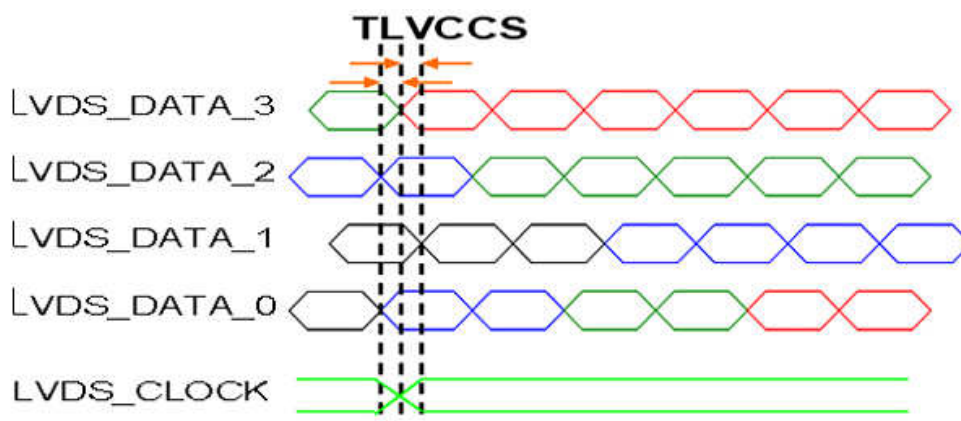 TLVCCS
LVDS_DATA_3
LVDS_DATA_2
LVDS_DATA_1
LVDS_DATA_0
LVDS_CLOCK